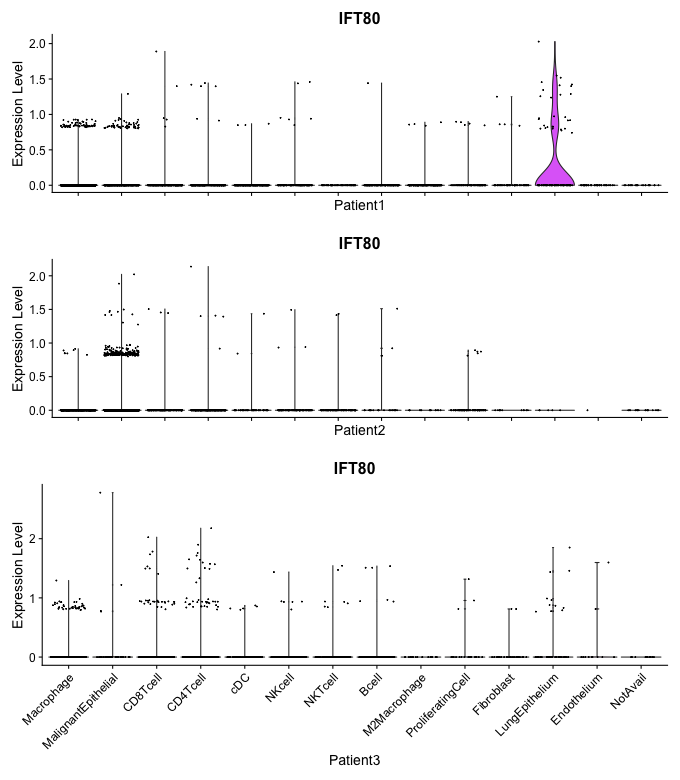 IFT80
Expression Level
2.0
1.5
1.0
0.5
0.0
Patient1
IFT80
Expression Level
2.0
1.5
1.0
0.5
0.0
Patient2
IFT80
Expression Level
2
1
0
Macrophage
MalignantEpithelial
CD8Tcell
CD4Tcell
cDC
NKcell
NKTcell
Bcell
M2Macrophage
ProliferatingCell
Fibroblast
LungEpithelium
Endothelium
NotAvail
Patient3